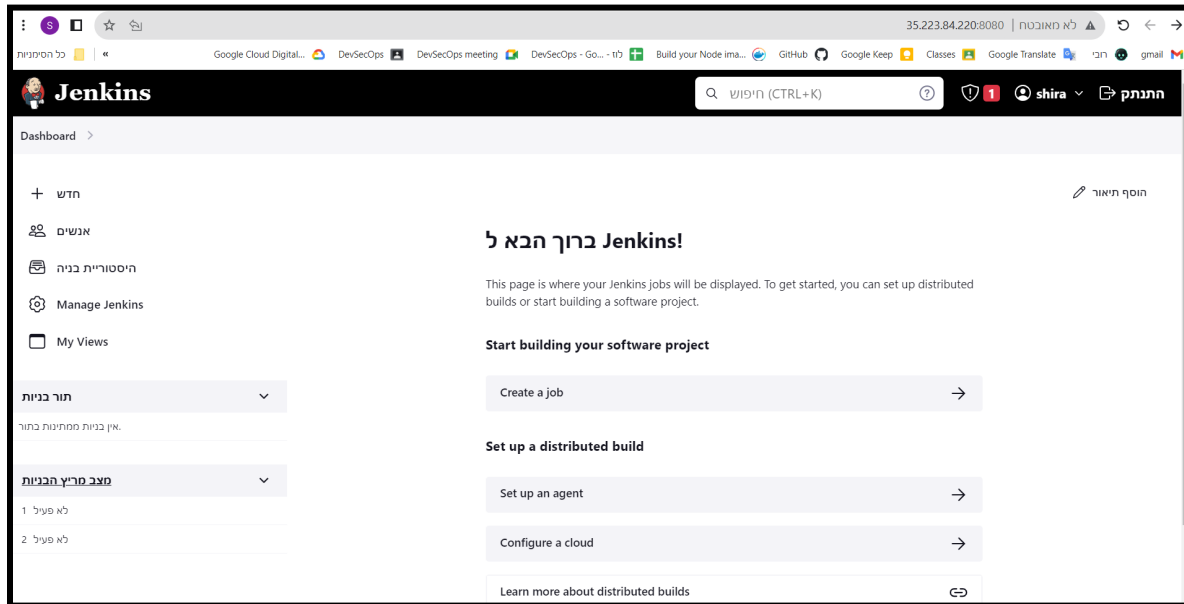 S
35.223.84.220:8080 | לא מאובטח
כל הסימניות
»
Google Cloud Digital...
DevSecOps
DevSecOps meeting
DevSecOps - Go... - לוז
Build your Node ima...
GitHub
Google Keep
Classes
Google Translate
רובי
gmail
Jenkins
חיפוש (CTRL+K)
?
1
shira
התנתק
Dashboard
חדש
אנשים
היסטוריית בניה
Manage Jenkins
My Views
תור בניות
אין בניות ממתינות בתור.
מצב מריץ הבניות
1 לא פעיל
2 לא פעיל
הוסף תיאור
ברוך הבא ל Jenkins!
This page is where your Jenkins jobs will be displayed. To get started, you can set up distributed
builds or start building a software project.
Start building your software project
Create a job
Set up a distributed build
Set up an agent
Configure a cloud
Learn more about distributed builds